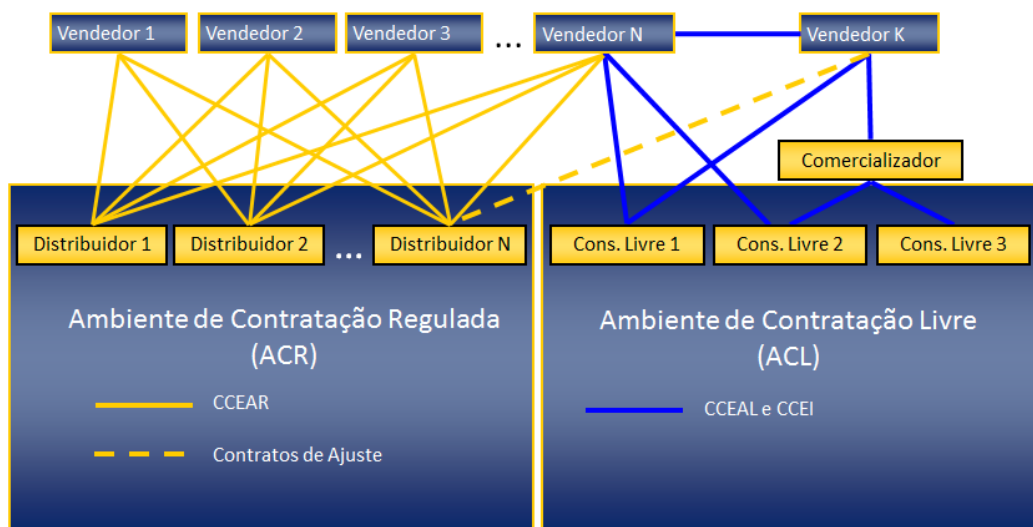 Vendedor 1
Vendedor 2
Vendedor 3
...
Vendedor N
Vendedor K
Comercializador
Distribuidor 1
Distribuidor 2
...
Distribuidor N
Cons. Livre 1
Cons. Livre 2
Cons. Livre 3
Ambiente de Contratação Regulada
(ACR)
CCEAR
Contratos de Ajuste
Ambiente de Contratação Livre
(ACL)
CCEAL e CCEI